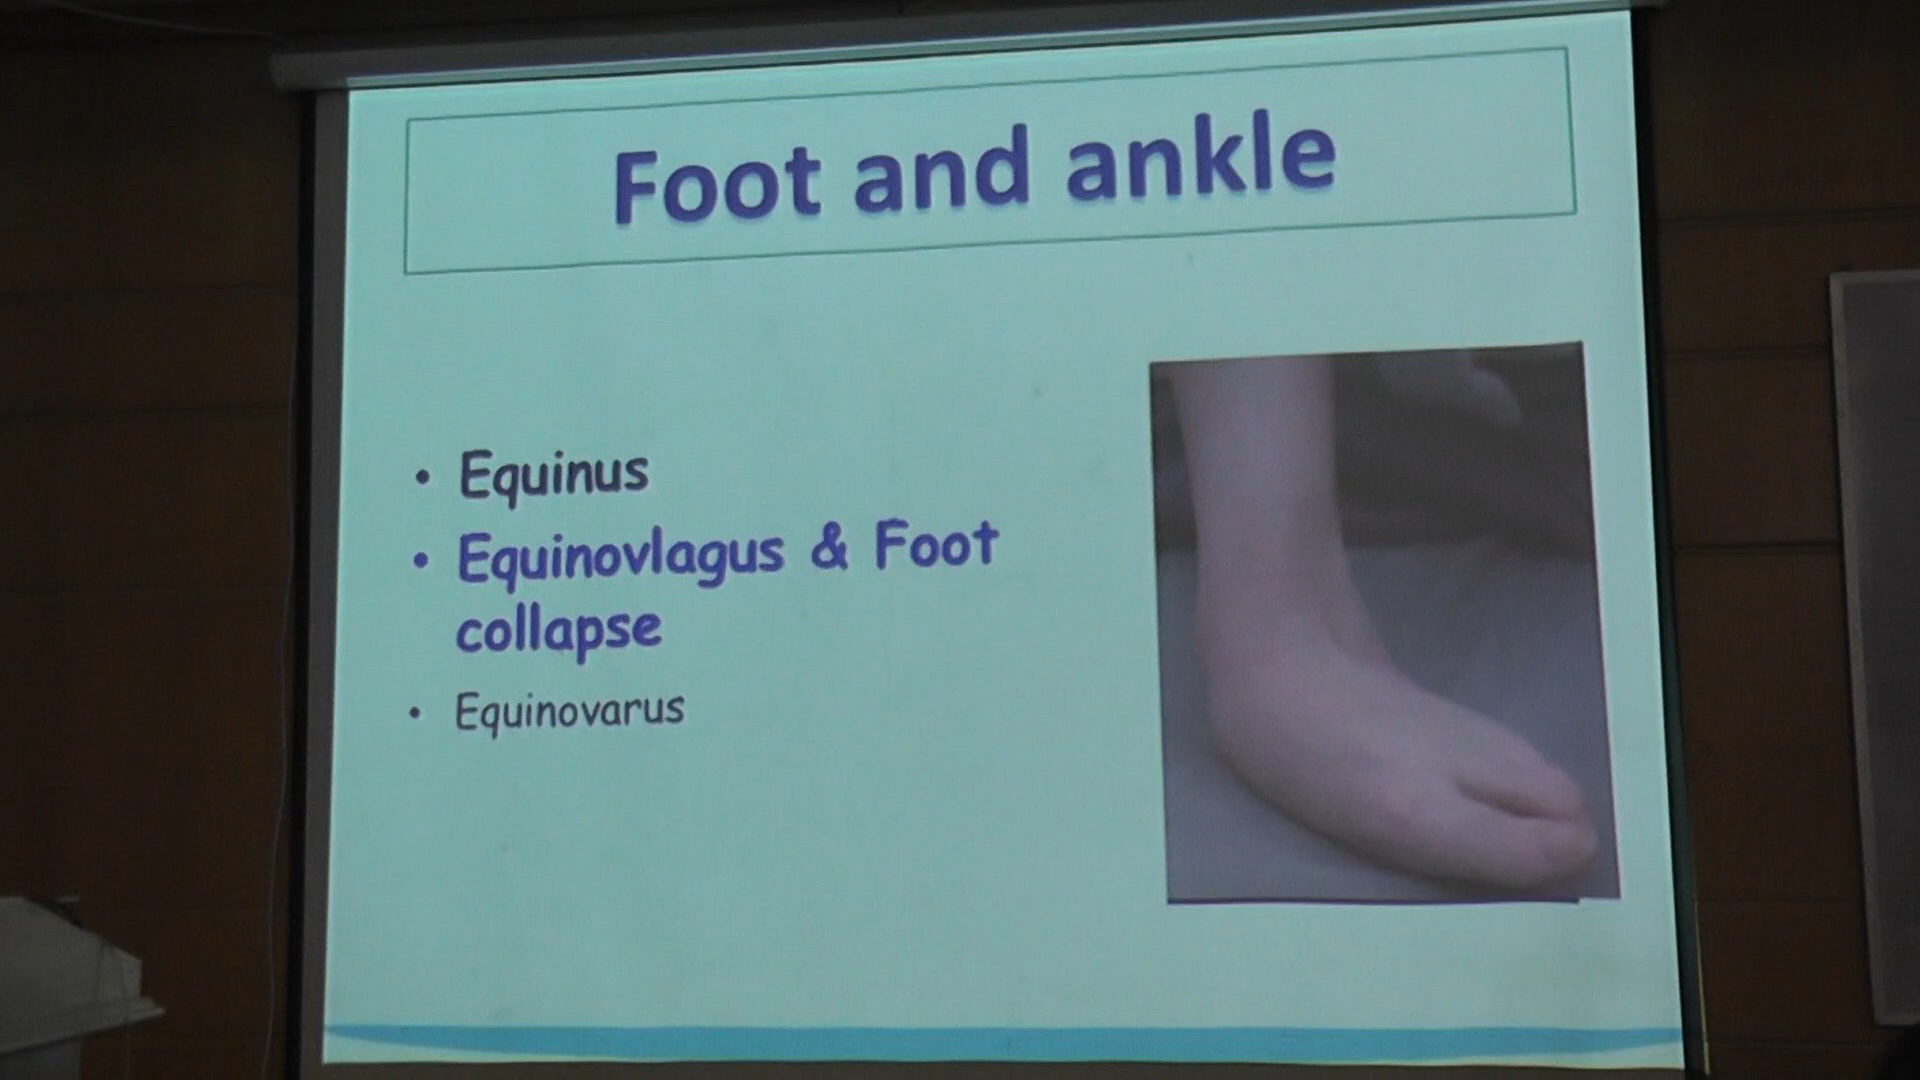 Foot and ankle
• Equinus
• Equinovlagus & Foot
collapse
• Equinovarus